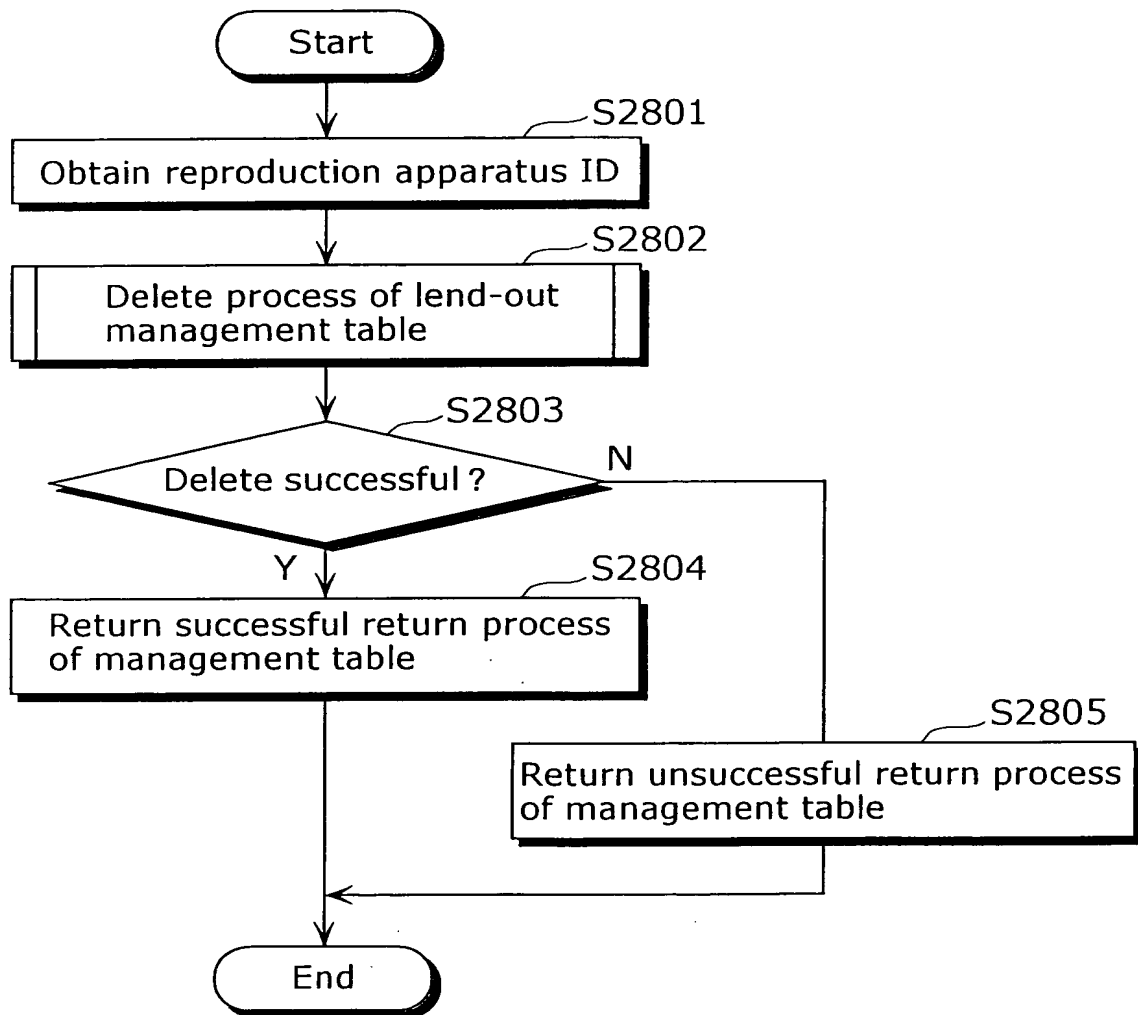 Start
S2801
Obtain reproduction apparatus ID
S2802
Delete process of lend-out
management table
S2803
Delete successful ?
N
Y
S2804
Return successful return process
of management table
S2805
Return unsuccessful return process
of management table
End